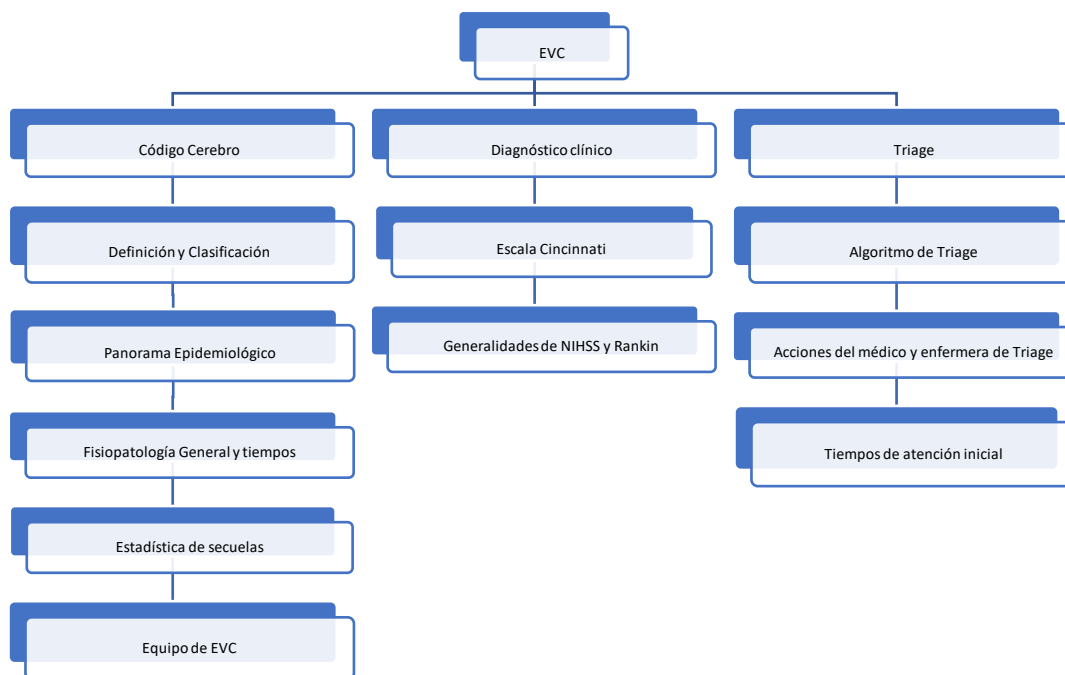 EVC
Código Cerebro
Diagnóstico clínico
Triage
Definición y Clasificación
Escala Cincinnati
Algoritmo de Triage
Panorama Epidemiológico
Generalidades de NIHSS y Rankin
Acciones del médico y enfermera de Triage
Fisiopatología General y tiempos
Tiempos de atención inicial
Estadística de secuelas
Equipo de EVC